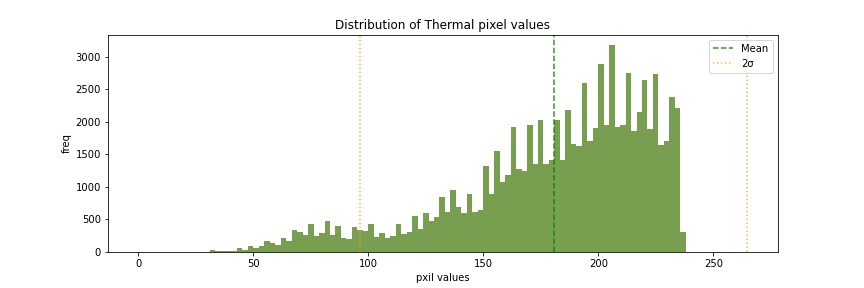 Distribution of Thermal pixel values
Mean
2σ
freq
3000
2500
2000
1500
1000
500
0
0 50 100 150 200 250
pxil values